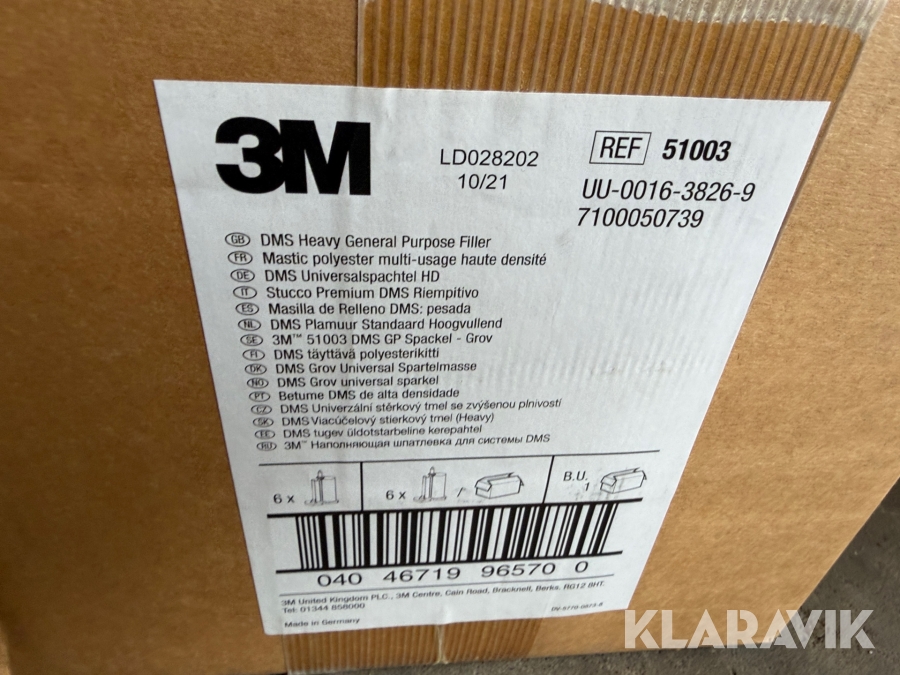 3M
LD028202
10/21
REF 51003
UU-0016-3826-9
7100050739
GB DMS Heavy General Purpose Filler
FR Mastic polyester multi-usage haute densité
DE DMS Universalspachtel HD
IT Stucco Premium DMS Riempitivo
ES Masilla de Relleno DMS: pesada
NL DMS Plamuur Standaard Hoogvullend
SE 3M™ 51003 DMS GP Spackel - Grov
FI DMS täyttävä polyesterikitti
DK DMS Grov Universal Spartelmasse
NO DMS Grov universal sparkel
PT Betume DMS de alta densidade
CZ DMS Univerzální stěrkový tmel se zvýšenou plnivostí
SK DMS Viacúčelový stierkový tmel (Heavy)
EE DMS tugev üldotstarbeline kerepahtel
RU 3M™ Наполняющая шпатлевка для системы DMS
6 x
6 x /
B.U.
1
040 46719 96570 0
3M United Kingdom PLC., 3M Centre, Cain Road, Bracknell, Berks. RG12 8HT.
Tel: 01344 858000
Made in Germany
KLARAVIK